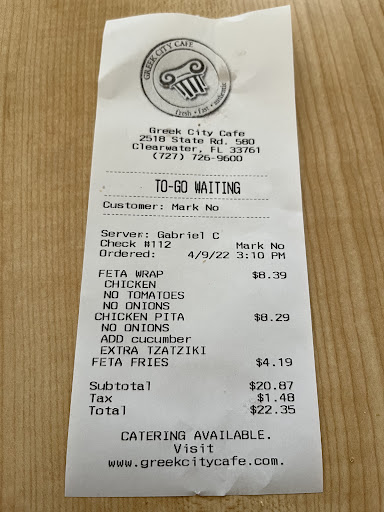 GREEK CITY CAFE
fresh • fast • authentic
Greek City Cafe
2518 State Rd. 580
Clearwater, FL 33761
(727) 726-9600
TO-GO WAITING
Customer: Mark No
Server: Gabriel C
Check #112 Mark No
Ordered: 4/9/22 3:10 PM
FETA WRAP $8.39
CHICKEN
NO TOMATOES
NO ONIONS
CHICKEN PITA $8.29
NO ONIONS
ADD cucumber
EXTRA TZATZIKI
FETA FRIES $4.19
Subtotal $20.87
Tax $1.48
Total $22.35
CATERING AVAILABLE.
Visit
www.greekcitycafe.com.